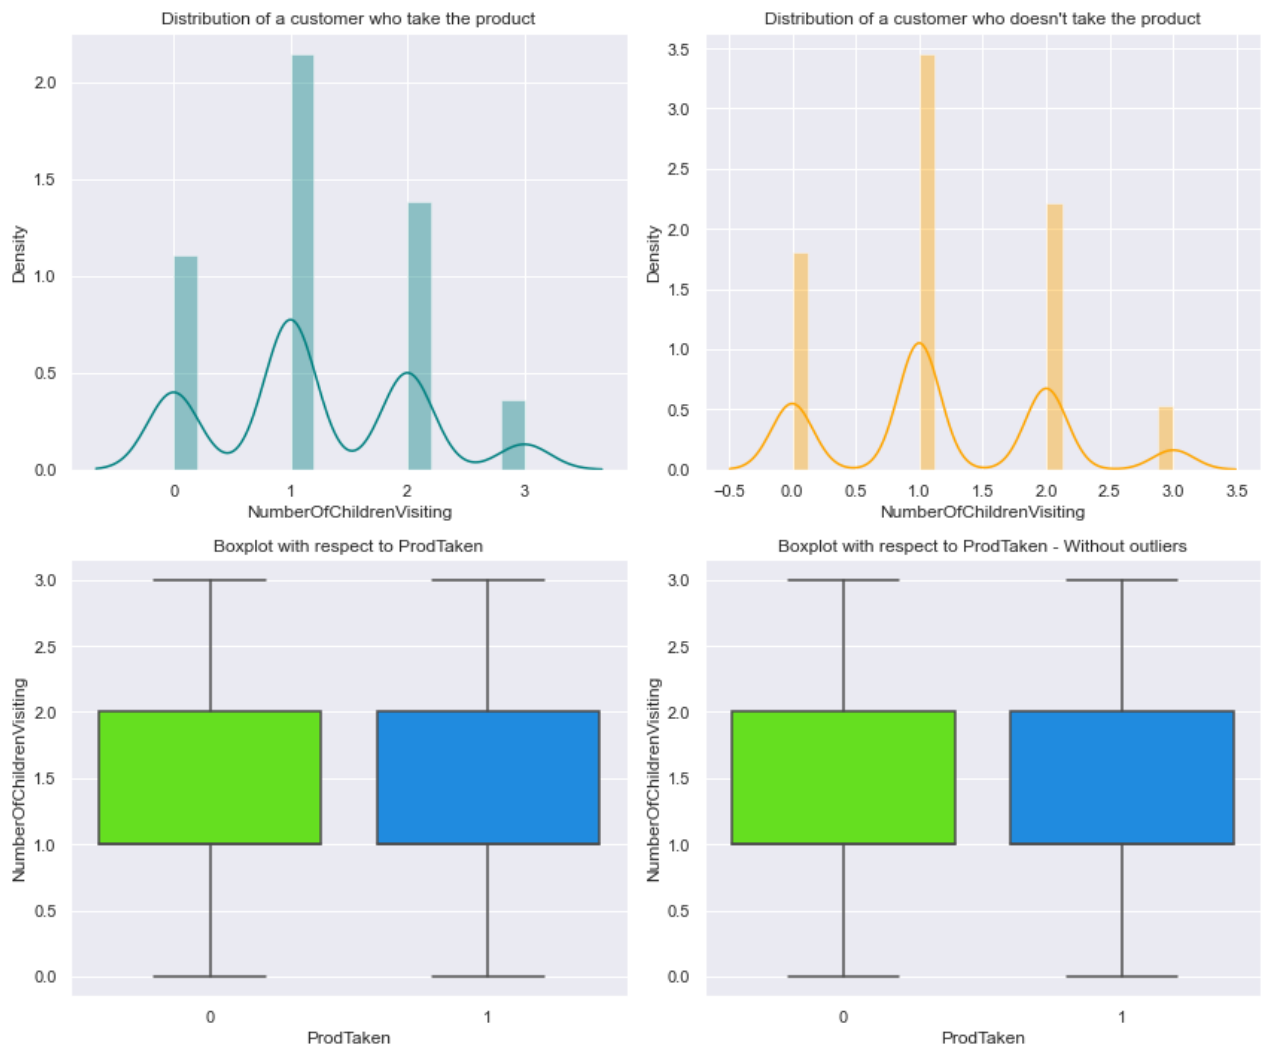 Distribution of a customer who take the product
2.0
1.5
1.0
0.5
0.0
Density
0 1 2 3
NumberOfChildrenVisiting
Distribution of a customer who doesn't take the product
3.5
3.0
2.5
2.0
1.5
1.0
0.5
0.0
Density
−0.5 0.0 0.5 1.0 1.5 2.0 2.5 3.0 3.5
NumberOfChildrenVisiting
Boxplot with respect to ProdTaken
3.0
2.5
2.0
1.5
1.0
0.5
0.0
NumberOfChildrenVisiting
0 1
ProdTaken
Boxplot with respect to ProdTaken - Without outliers
3.0
2.5
2.0
1.5
1.0
0.5
0.0
NumberOfChildrenVisiting
0 1
ProdTaken